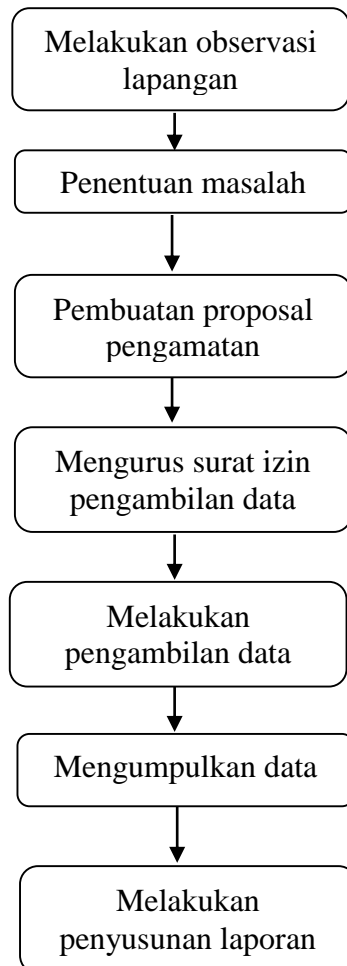 Melakukan observasi
lapangan
Penentuan masalah
Pembuatan proposal
pengamatan
Mengurus surat izin
pengambilan data
Melakukan
pengambilan data
Mengumpulkan data
Melakukan
penyusunan laporan